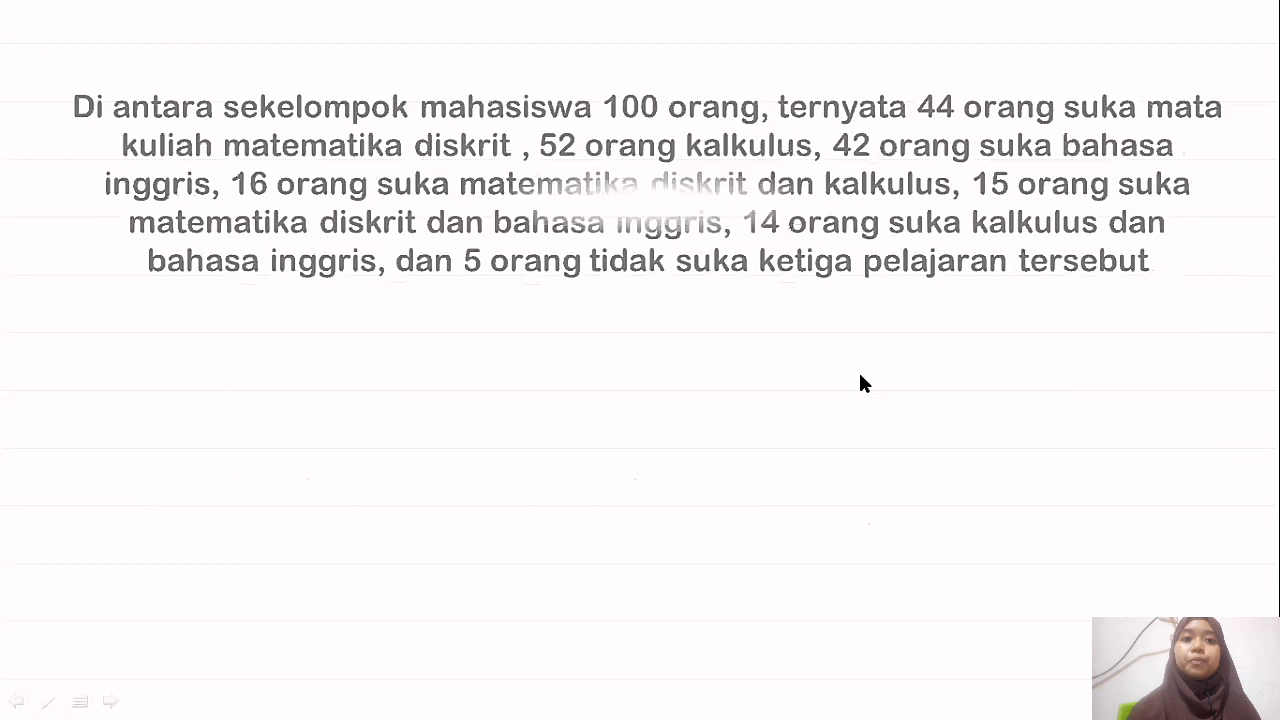 Di antara sekelompok mahasiswa 100 orang, ternyata 44 orang suka mata
kuliah matematika diskrit , 52 orang kalkulus, 42 orang suka bahasa
inggris, 16 orang suka matematika diskrit dan kalkulus, 15 orang suka
matematika diskrit dan bahasa inggris, 14 orang suka kalkulus dan
bahasa inggris, dan 5 orang tidak suka ketiga pelajaran tersebut